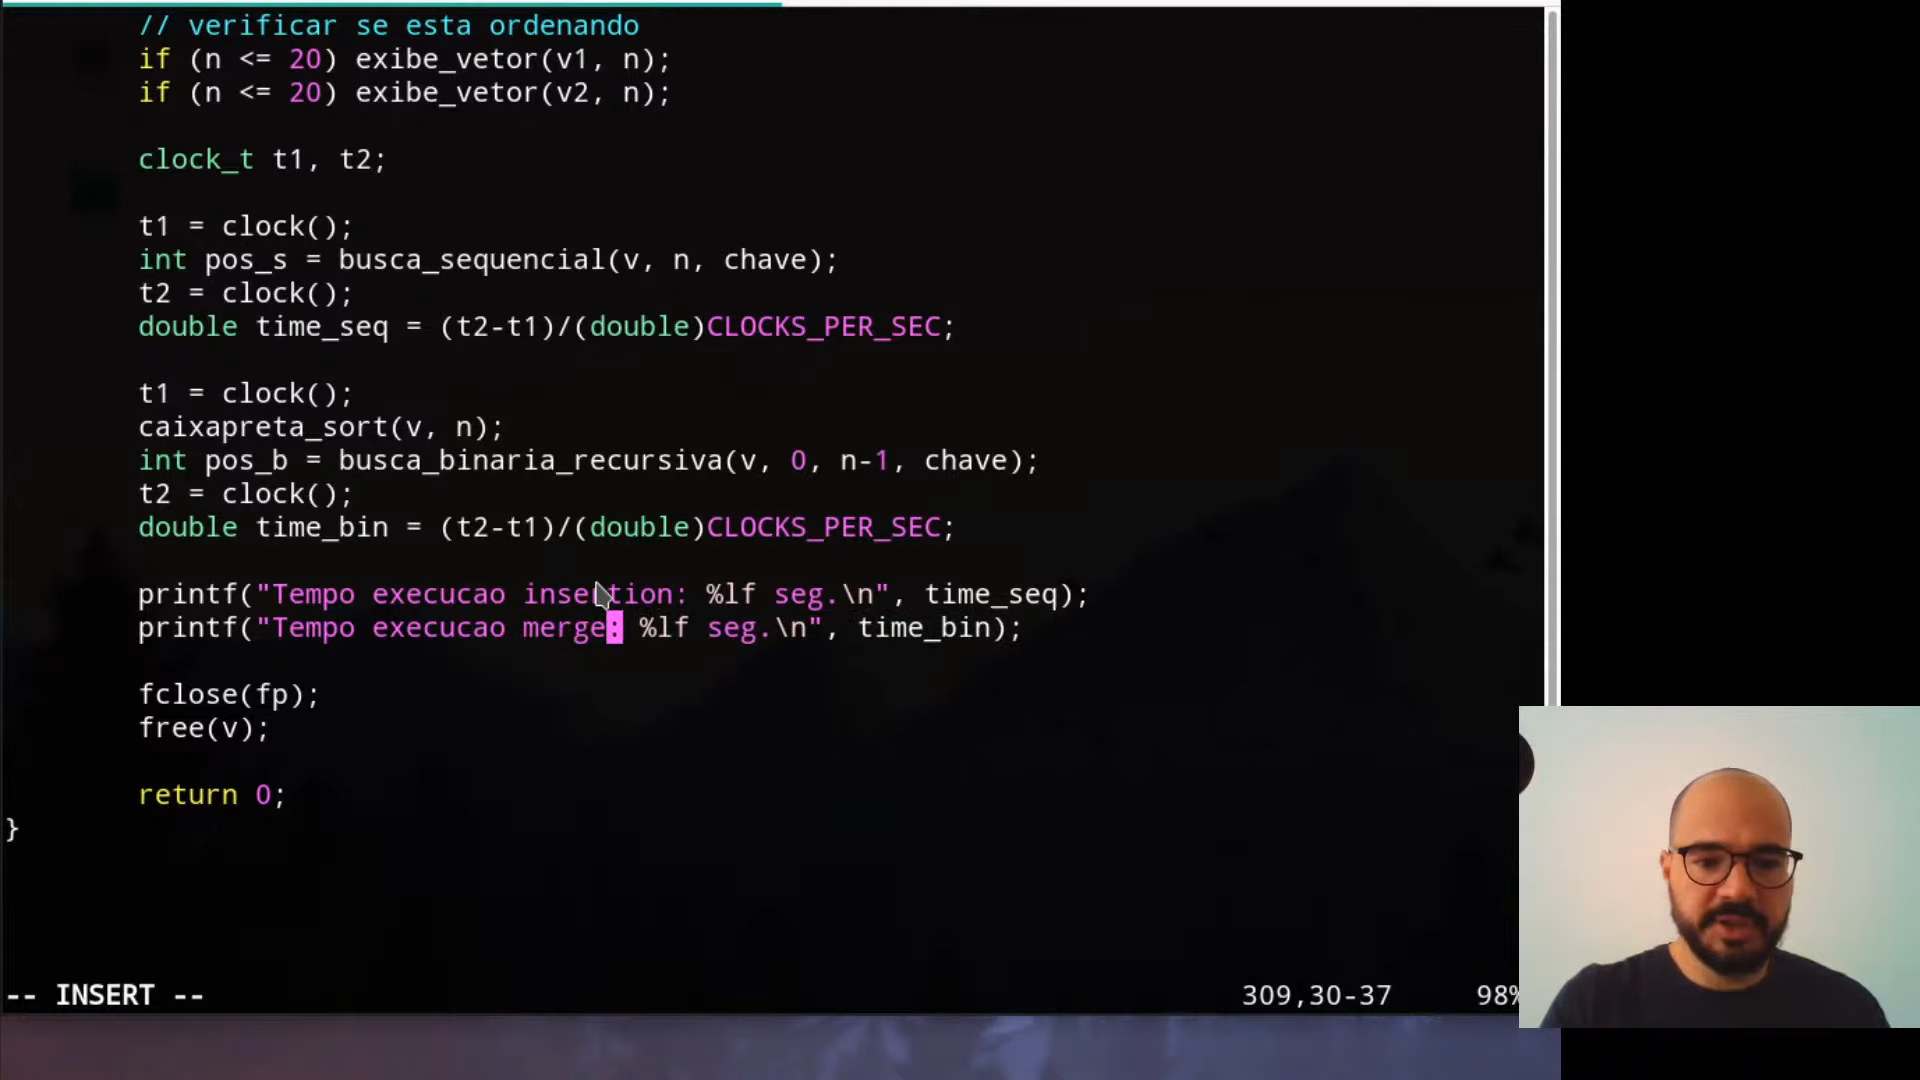 // verificar se esta ordenando
if (n <= 20) exibe_vetor(v1, n);
if (n <= 20) exibe_vetor(v2, n);
clock_t t1, t2;
t1 = clock();
int pos_s = busca_sequencial(v, n, chave);
t2 = clock();
double time_seq = (t2-t1)/(double)CLOCKS_PER_SEC;
t1 = clock();
caixapreta_sort(v, n);
int pos_b = busca_binaria_recursiva(v, 0, n-1, chave);
t2 = clock();
double time_bin = (t2-t1)/(double)CLOCKS_PER_SEC;
printf("Tempo execucao insertion: %lf seg.\n", time_seq);
printf("Tempo execucao merge: %lf seg.\n", time_bin);
fclose(fp);
free(v);
return 0;
}
-- INSERT -- 309,30-37 98%